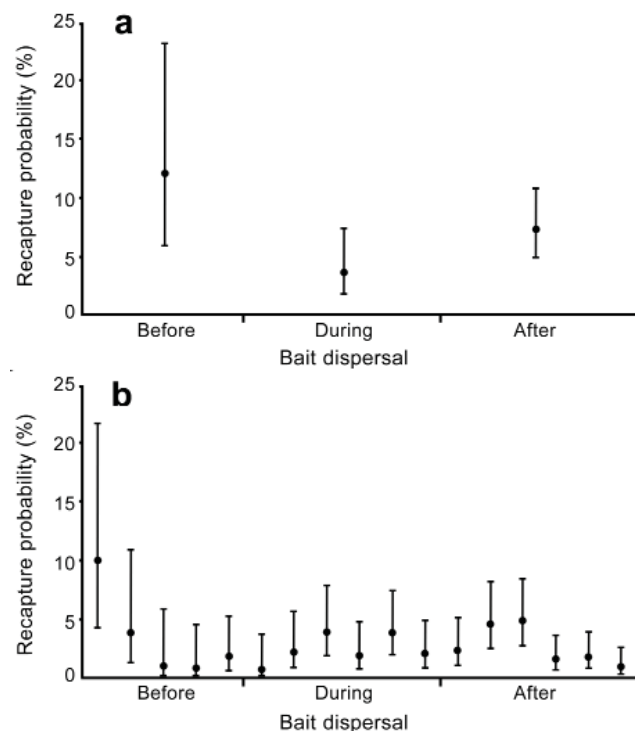 a
25
20
15
10
5
0
Recapture probability (%)
Before During After
Bait dispersal
b
25
20
15
10
5
0
Recapture probability (%)
Before During After
Bait dispersal